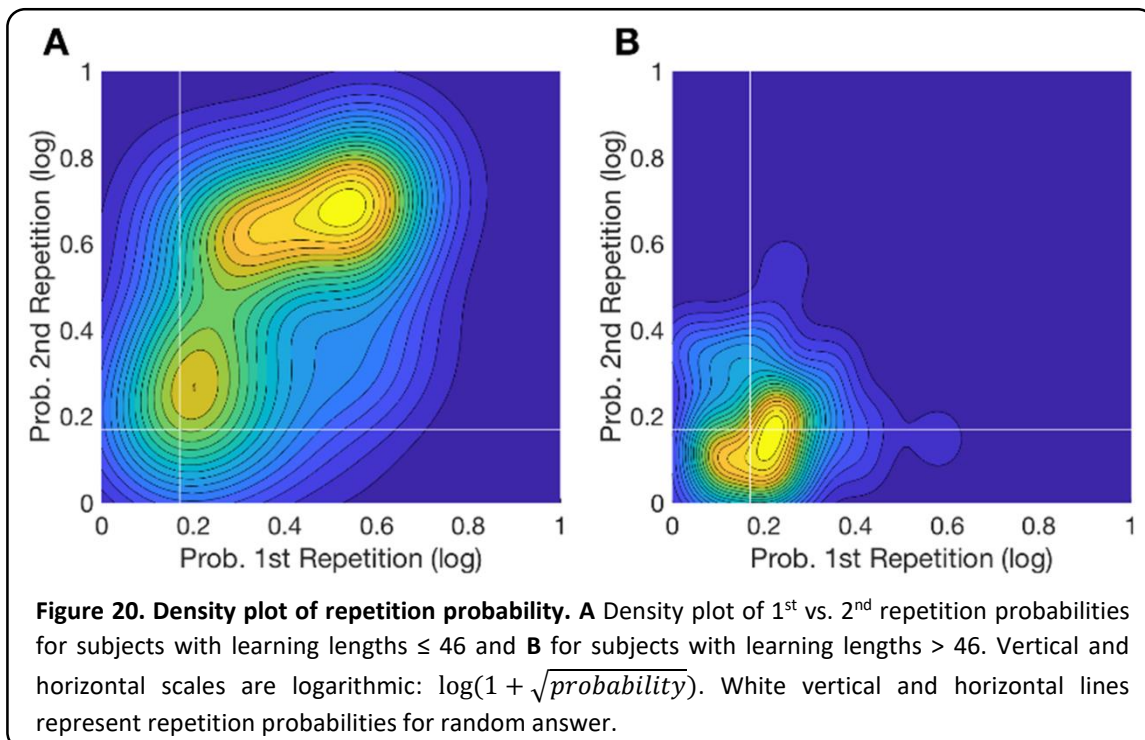 A
B
1
0.8
0.6
0.4
0.2
0
Prob. 2nd Repetition (log)
0
0.2
0.4
0.6
0.8
1
Prob. 1st Repetition (log)
1
0.8
0.6
0.4
0.2
0
Prob. 2nd Repetition (log)
0
0.2
0.4
0.6
0.8
1
Prob. 1st Repetition (log)
Figure 20. Density plot of repetition probability. A Density plot of 1st vs. 2nd repetition probabilities
for subjects with learning lengths ≤ 46 and B for subjects with learning lengths > 46. Vertical and
horizontal scales are logarithmic: log(1 + √probability). White vertical and horizontal lines
represent repetition probabilities for random answer.